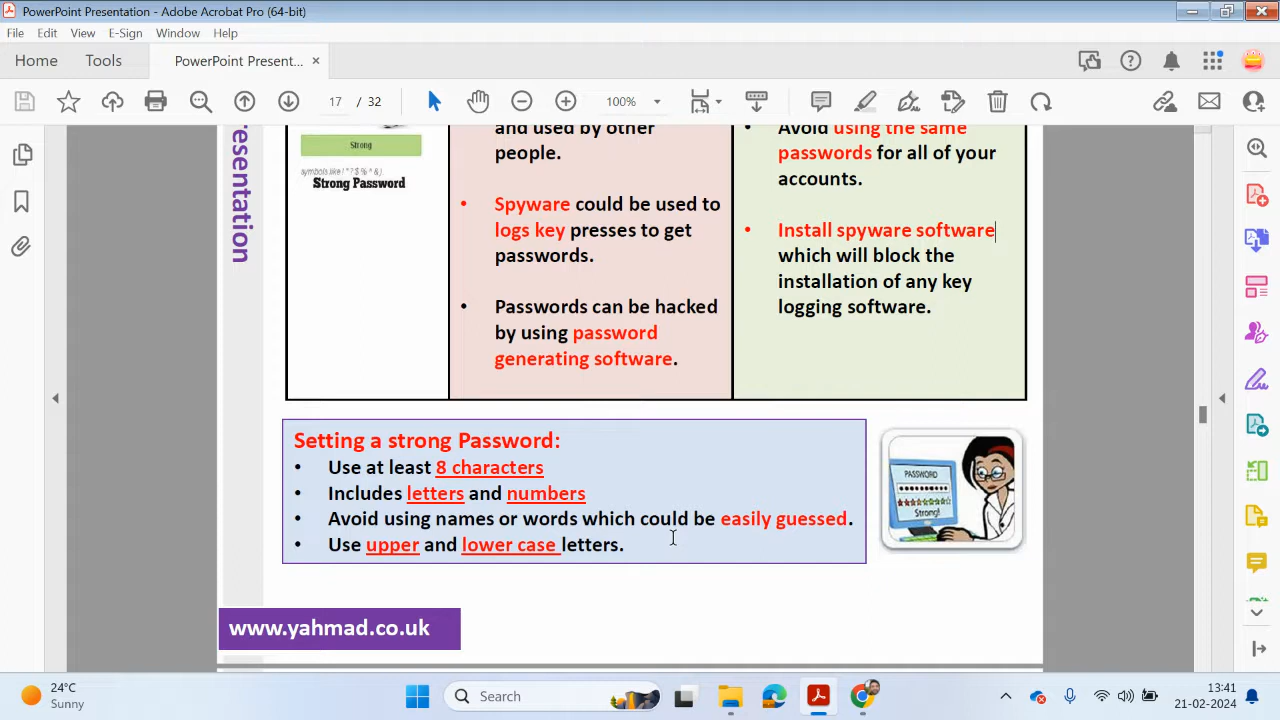 PowerPoint Presentation - Adobe Acrobat Pro (64-bit)
File Edit View E-Sign Window Help
Home Tools PowerPoint Present... ×
17 / 32 100%
esentation
Strong
symbols like ! " ? $ % ^ & )
Strong Password
and used by other
people.
Spyware could be used to
logs key presses to get
passwords.
Passwords can be hacked
by using password
generating software.
Avoid using the same
passwords for all of your
accounts.
Install spyware software
which will block the
installation of any key
logging software.
Setting a strong Password:
Use at least 8 characters
Includes letters and numbers
Avoid using names or words which could be easily guessed.
Use upper and lower case letters.
PASSWORD
Strong!
www.yahmad.co.uk
24°C
Sunny
Search
13:41
21-02-2024